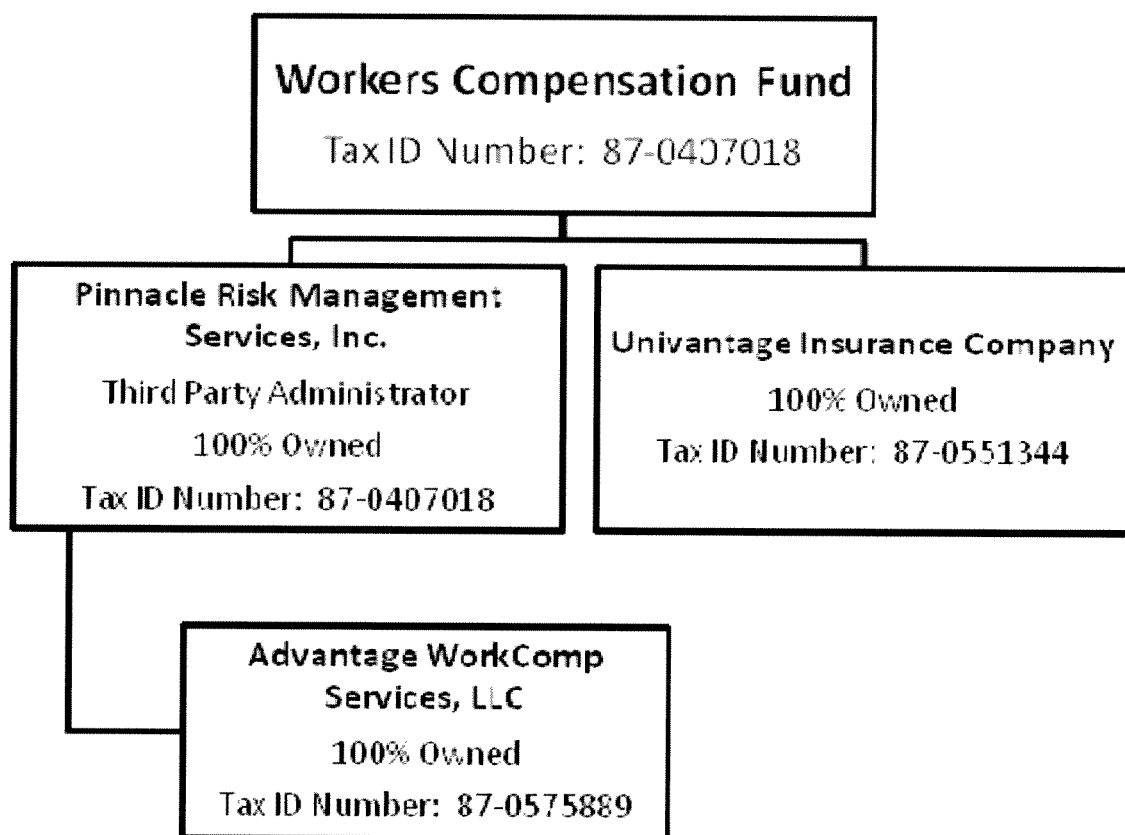 Workers Compensation Fund
Tax ID Number: 87-0407018
Pinnacle Risk Management
Services, Inc.
Third Party Administrator
100% Owned
Tax ID Number: 87-0407018
Univantage Insurance Company
100% Owned
Tax ID Number: 87-0551344
Advantage WorkComp
Services, LLC
100% Owned
Tax ID Number: 87-0575889